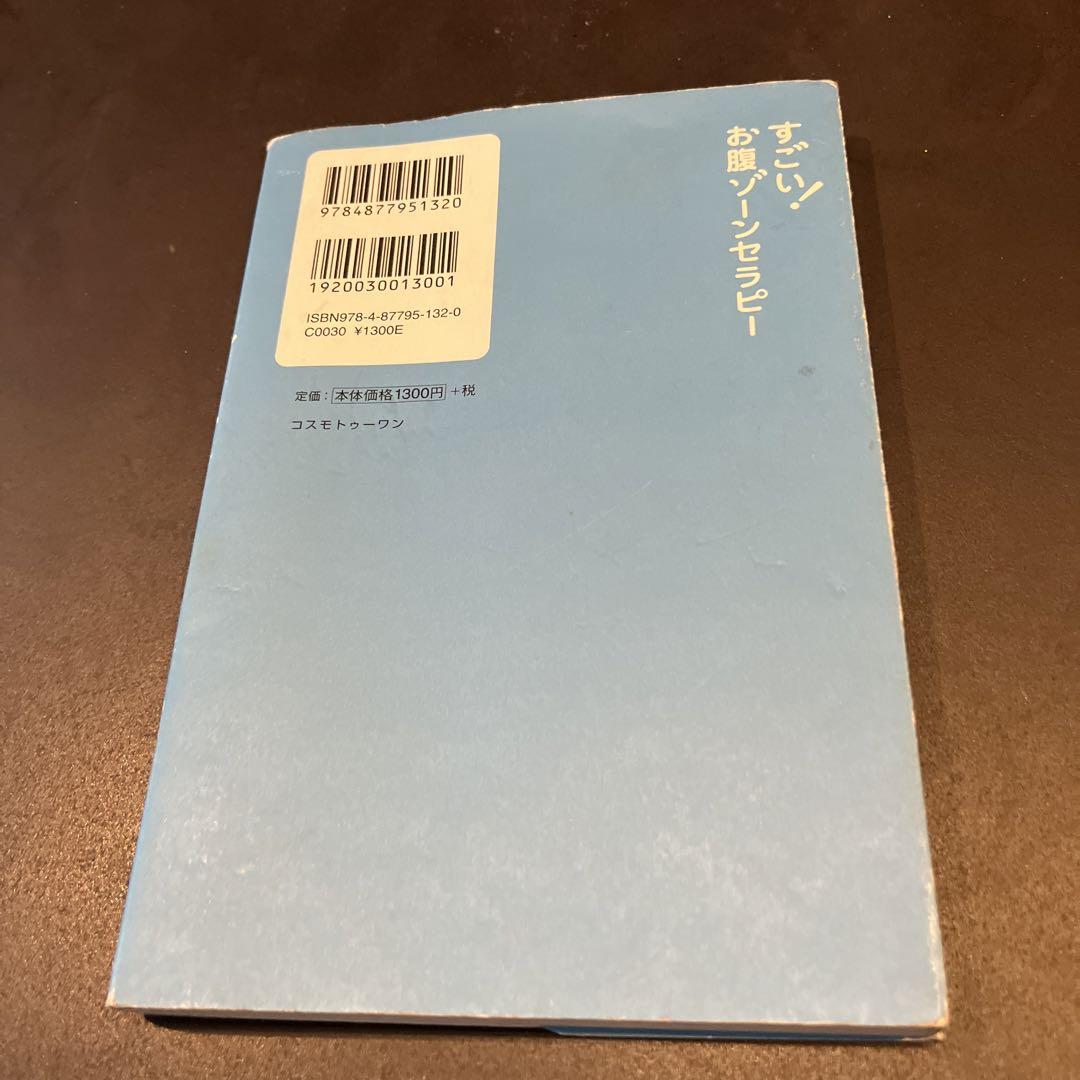 すごい!
お腹ゾーンセラピー
9784877951320
1920030013001
ISBN978-4-87795-132-0
C0030 ¥1300E
定価:本体価格1300円+税
コスモトゥーワン